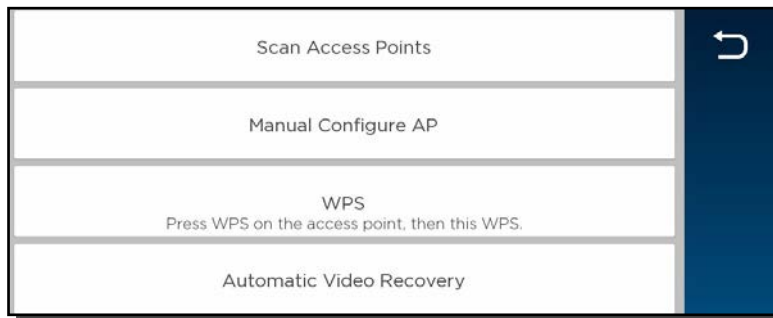 Scan Access Points
Manual Configure AP
WPS
Press WPS on the access point, then this WPS.
Automatic Video Recovery